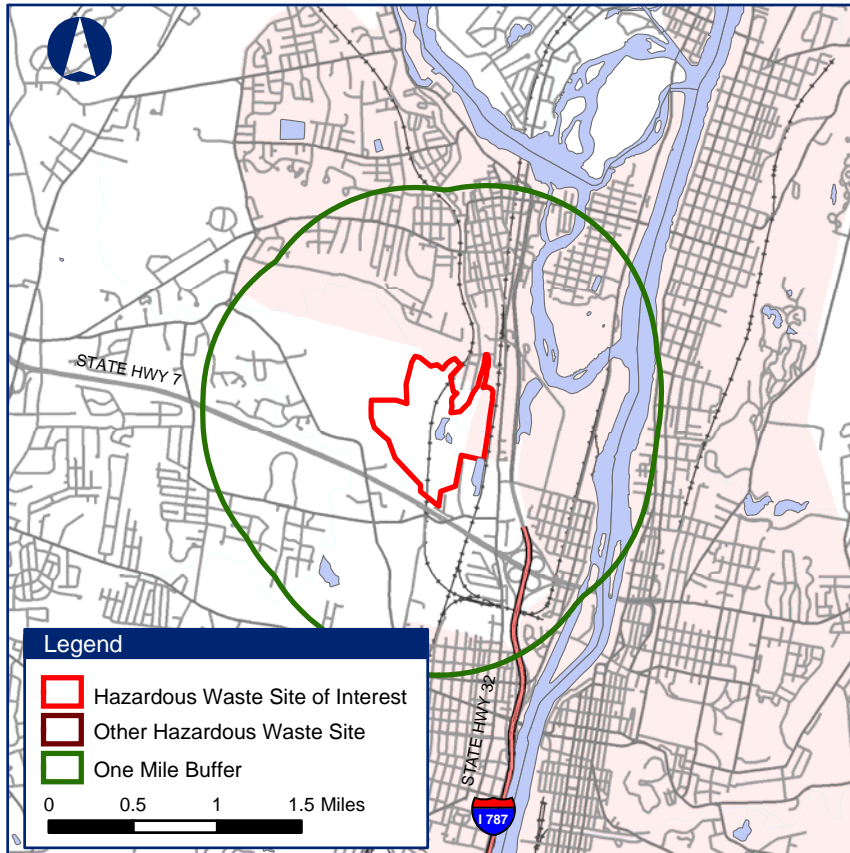 STATE HWY 7
Legend
Hazardous Waste Site of Interest
Other Hazardous Waste Site
One Mile Buffer
0 0.5 1 1.5 Miles
STATE HWY 32
I 787